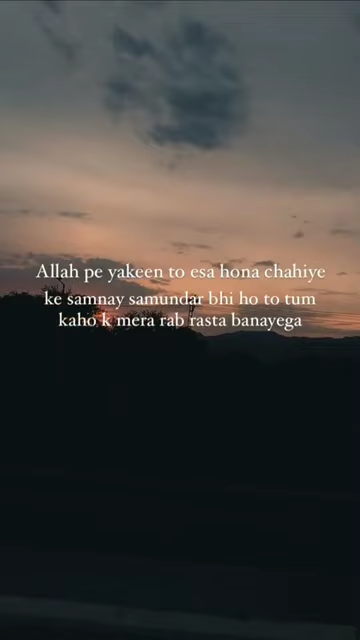 Allah pe yakeen to esa hona chahiye
ke samnay samundar bhi ho to tum
kaho k mera rab rasta banayega